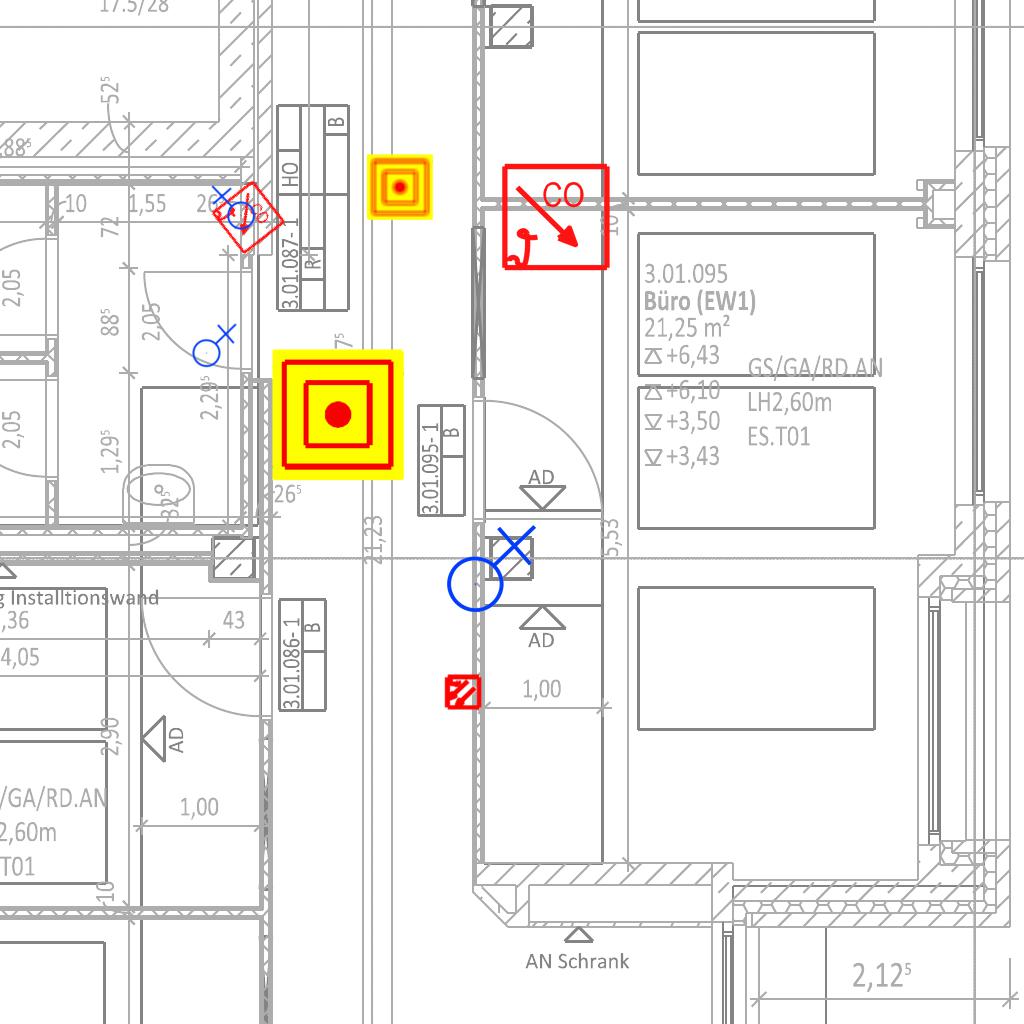 17.5/28
52⁵
88⁵
10
1,55
26
72
2,05
88⁵
2,05
2,29⁵
2,05
1,29⁵
32⁵
26⁵
3.01.087- 1
HO
R
B
CO
10
3.01.095
Büro (EW1)
21,25 m²
+6,43
+6,10
+3,50
+3,43
GS/GA/RD.AN
LH2,60m
ES.T01
7⁵
3.01.095- 1
B
AD
21,23
5,53
AD
1,00
g Installtionswand
,36
43
4,05
3.01.086- 1
B
2,90
AD
/GA/RD.AN
2,60m
T01
1,00
10
AN Schrank
2,12⁵